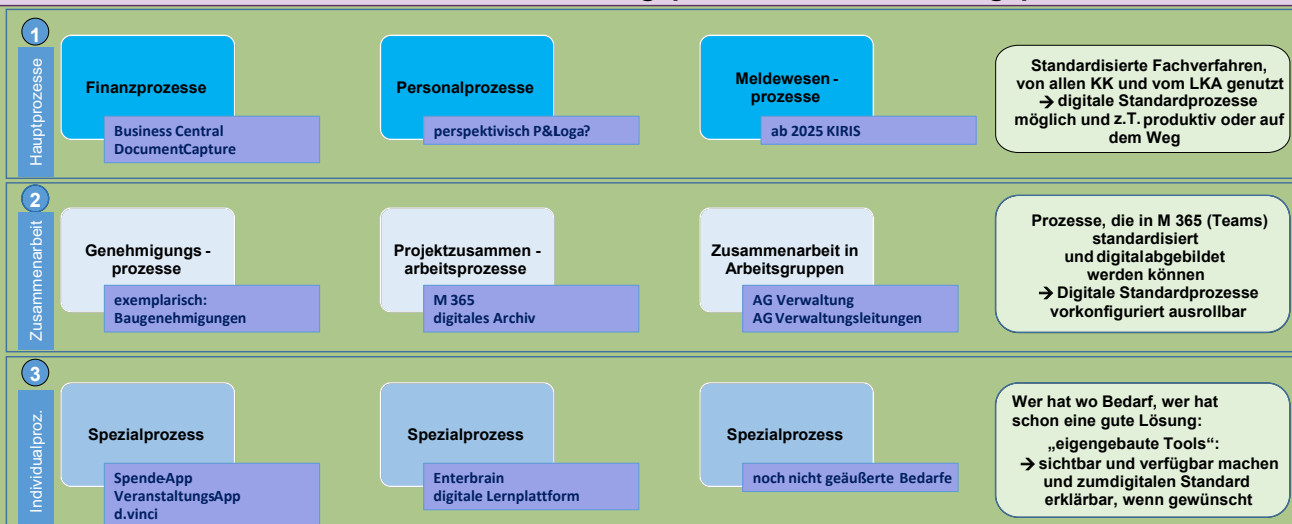 1
Hauptprozesse
Finanzprozesse
Business Central
DocumentCapture
Personalprozesse
perspektivisch P&Loga?
Meldewesen -
prozesse
ab 2025 KIRIS
Standardisierte Fachverfahren,
von allen KK und vom LKA genutzt
→ digitale Standardprozesse
möglich und z.T. produktiv oder auf
dem Weg
2
Zusammenarbeit
Genehmigungs -
prozesse
exemplarisch:
Baugenehmigungen
Projektzusammen -
arbeitsprozesse
M 365
digitales Archiv
Zusammenarbeit in
Arbeitsgruppen
AG Verwaltung
AG Verwaltungsleitungen
Prozesse, die in M 365 (Teams)
standardisiert
und digitalabgebildet
werden können
→ Digitale Standardprozesse
vorkonfiguriert ausrollbar
3
Individualproz.
Spezialprozess
Spende-App
VeranstaltungsApp
d.vinci
Spezialprozess
Enterbrain
digitale Lernplattform
Spezialprozess
noch nicht geäußerte Bedarfe
Wer hat wo Bedarf, wer hat
schon eine gute Lösung:
„eigengebaute Tools“:
→ sichtbar und verfügbar machen
und zumdigitalen Standard
erklärbar, wenn gewünscht